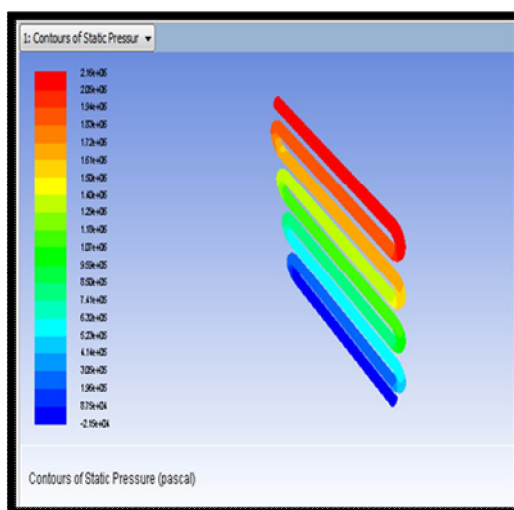 1: Contours of Static Pressur
2.16e+06
2.05e+06
1.94e+06
1.83e+06
1.72e+06
1.61e+06
1.50e+06
1.40e+06
1.29e+06
1.18e+06
1.07e+06
9.59e+05
8.50e+05
7.41e+05
6.32e+05
5.23e+05
4.14e+05
3.05e+05
1.96e+05
8.75e+04
-2.15e+04
Contours of Static Pressure (pascal)